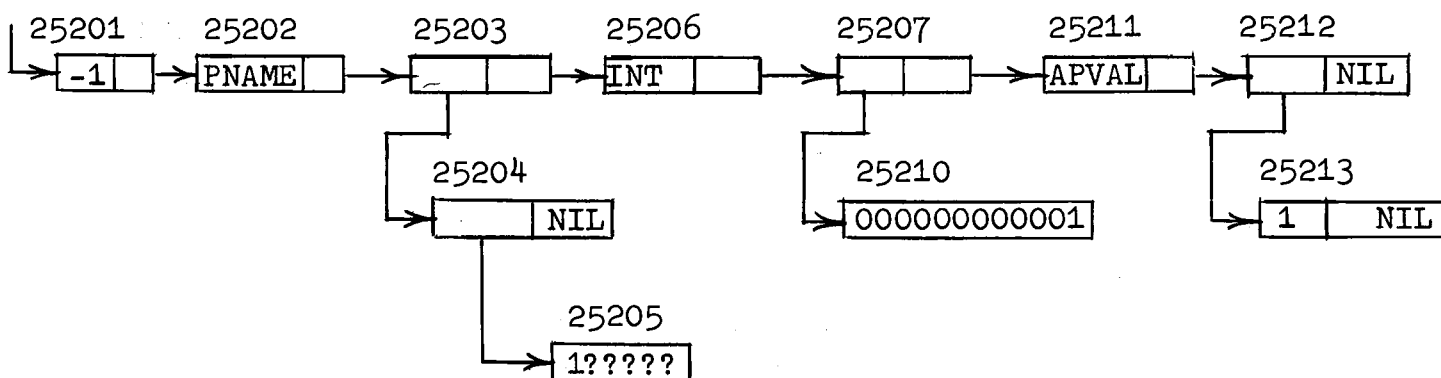 25201 25202 25203 25206 25207 25211 25212
-1 PNAME INT APVAL NIL
25204 25210 25213
NIL 000000000001 1 NIL
25205
1?????